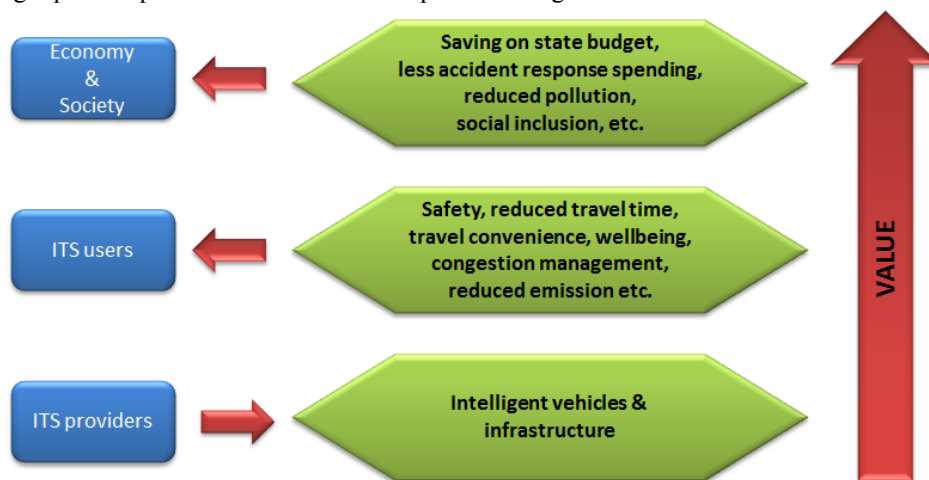 Economy
&
Society
Saving on state budget,
less accident response spending,
reduced pollution,
social inclusion, etc.
ITS users
Safety, reduced travel time,
travel convenience, wellbeing,
congestion management,
reduced emission etc.
ITS providers
Intelligent vehicles &
infrastructure
VALUE